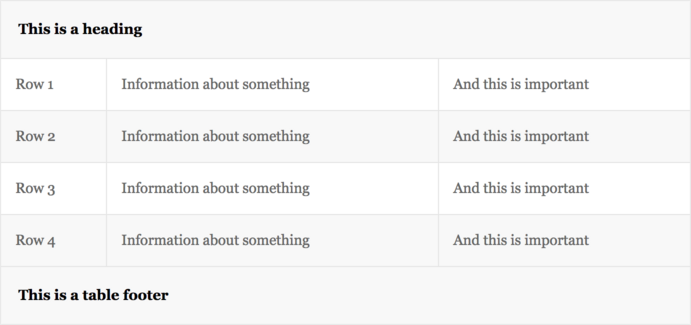 This is a heading
Row 1 Information about something And this is important
Row 2 Information about something And this is important
Row 3 Information about something And this is important
Row 4 Information about something And this is important
This is a table footer